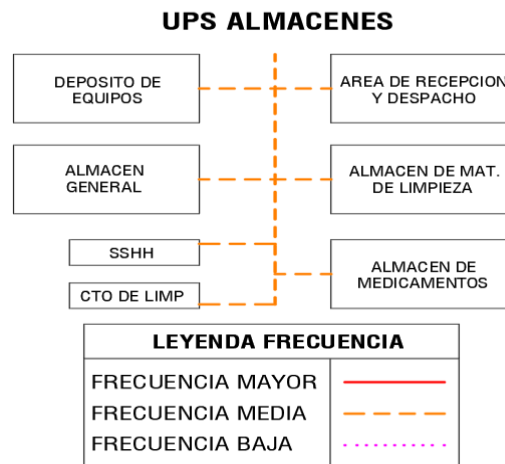 UPS ALMACENES
DEPOSITO DE
EQUIPOS
AREA DE RECEPCION
Y DESPACHO
ALMACEN
GENERAL
ALMACEN DE MAT.
DE LIMPIEZA
SSHH
CTO DE LIMP
ALMACEN DE
MEDICAMENTOS
LEYENDA FRECUENCIA
FRECUENCIA MAYOR
FRECUENCIA MEDIA
FRECUENCIA BAJA